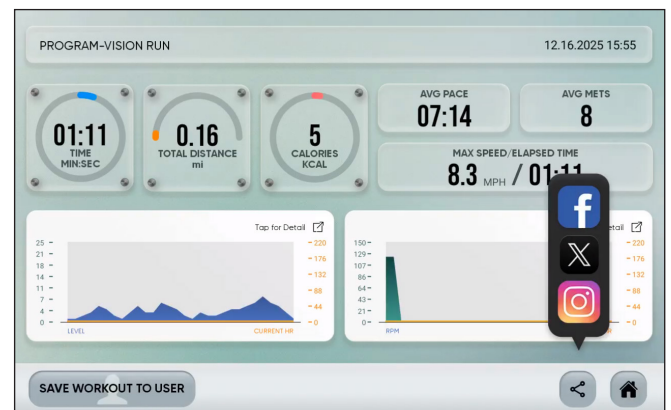 PROGRAM-VISION RUN 12.16.2025 15:55
01:11
TIME
MIN:SEC
0.16
TOTAL DISTANCE
mi
5
CALORIES
KCAL
AVG PACE
07:14
AVG METS
8
MAX SPEED/ELAPSED TIME
8.3 MPH / 01:11
Tap for Detail
25
21
18
14
11
7
4
0
220
176
132
88
44
0
LEVEL
CURRENT HR
etail
150
129
107
86
64
43
21
0
220
176
132
88
44
0
RPM
SAVE WORKOUT TO USER